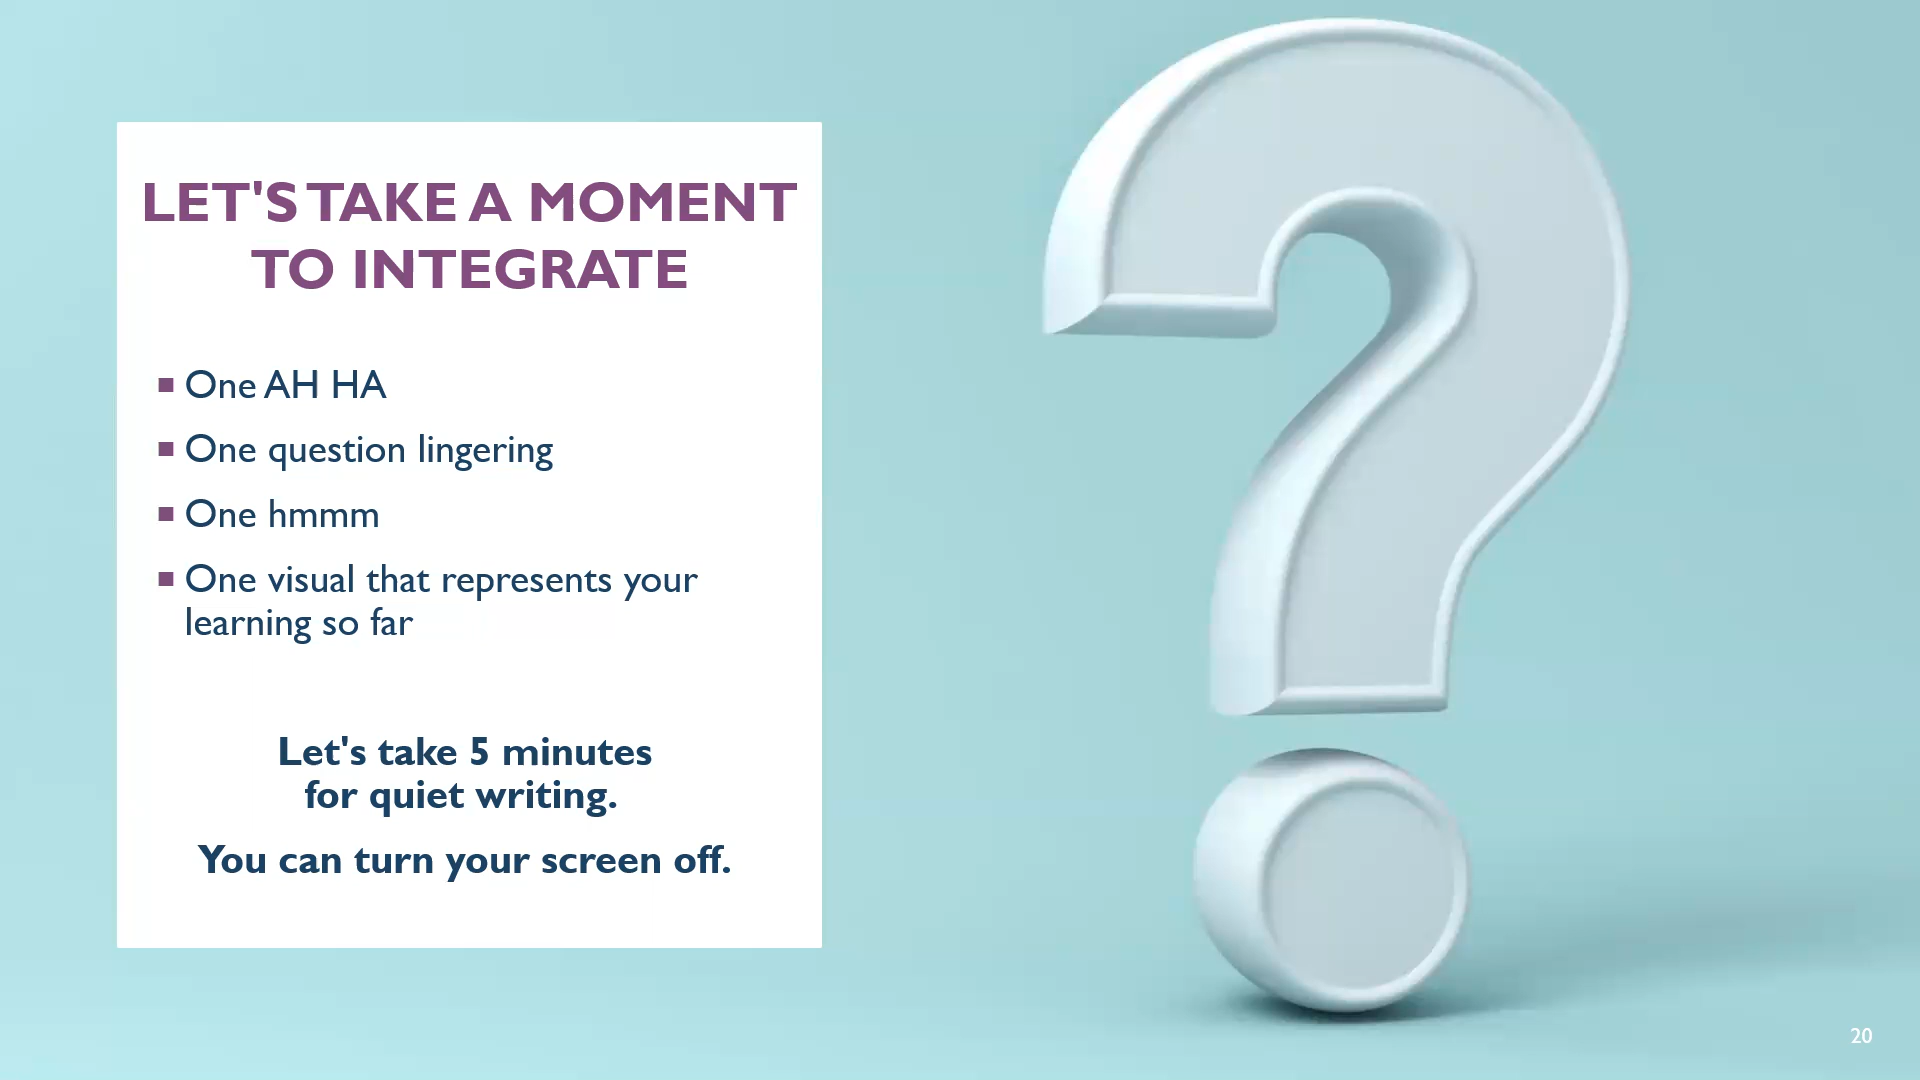 LET'S TAKE A MOMENT
TO INTEGRATE
One AH HA
One question lingering
One hmmm
One visual that represents your
learning so far
Let's take 5 minutes
for quiet writing.
You can turn your screen off.
20